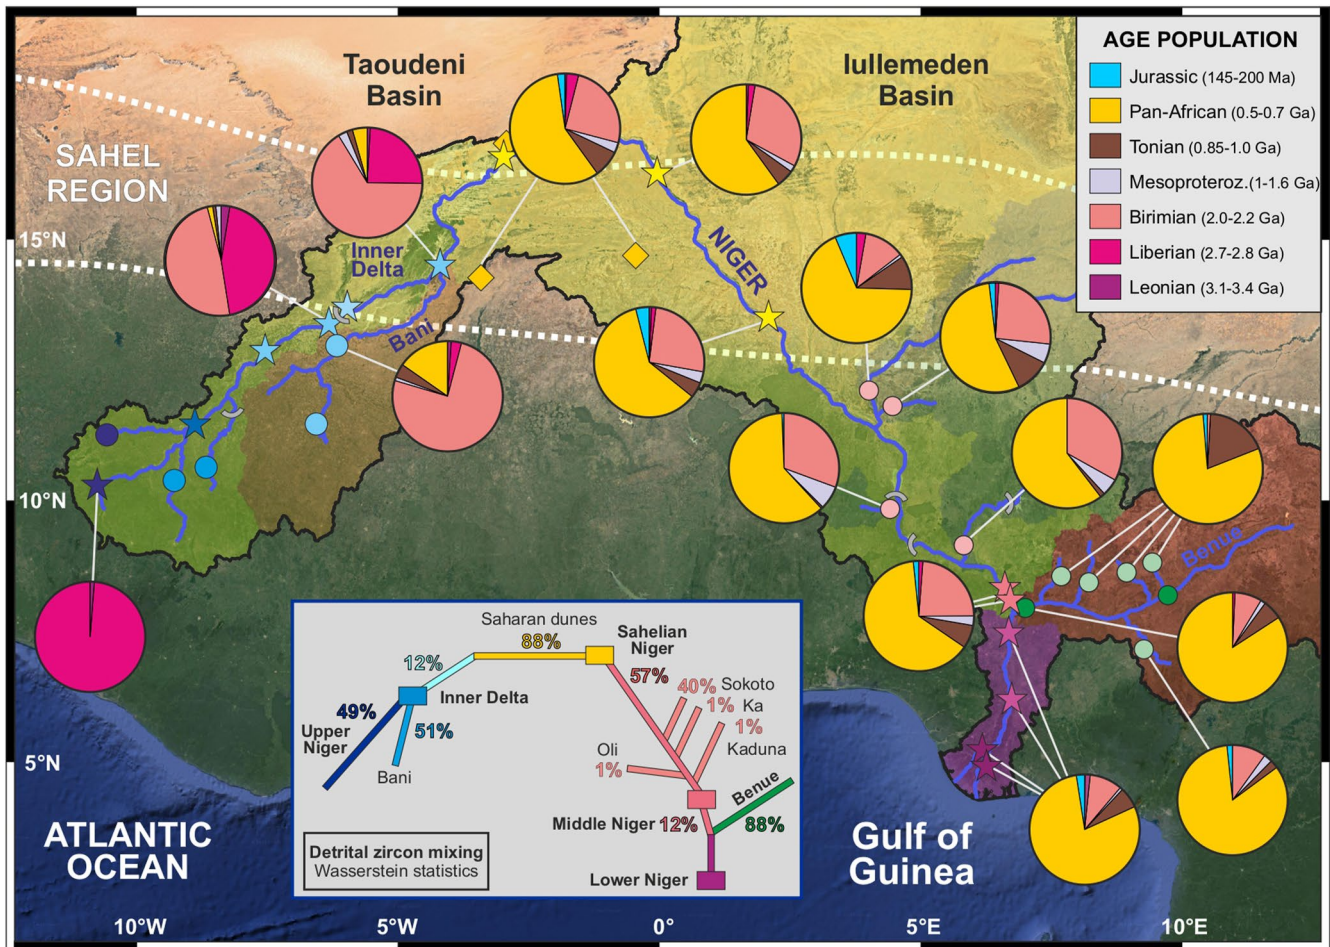 AGE POPULATION
Jurassic (145-200 Ma)
Pan-African (0.5-0.7 Ga)
Tonian (0.85-1.0 Ga)
Mesoproteroz.(1-1.6 Ga)
Birimian (2.0-2.2 Ga)
Liberian (2.7-2.8 Ga)
Leonian (3.1-3.4 Ga)
Taoudeni
Basin
Iullemeden
Basin
SAHEL
REGION
15°N
Inner
Delta
NIGER
Bani
10°N
Benue
5°N
ATLANTIC
OCEAN
Gulf of
Guinea
Saharan dunes
88%
Sahelian
Niger
12%
57%
Inner Delta
40% Sokoto
1% Ka
1%
Kaduna
49%
51%
Upper
Niger
Bani
Oli
1%
Benue
Middle Niger 12%
88%
Detrital zircon mixing
Wasserstein statistics
Lower Niger
10°W
5°W
0°
5°E
10°E